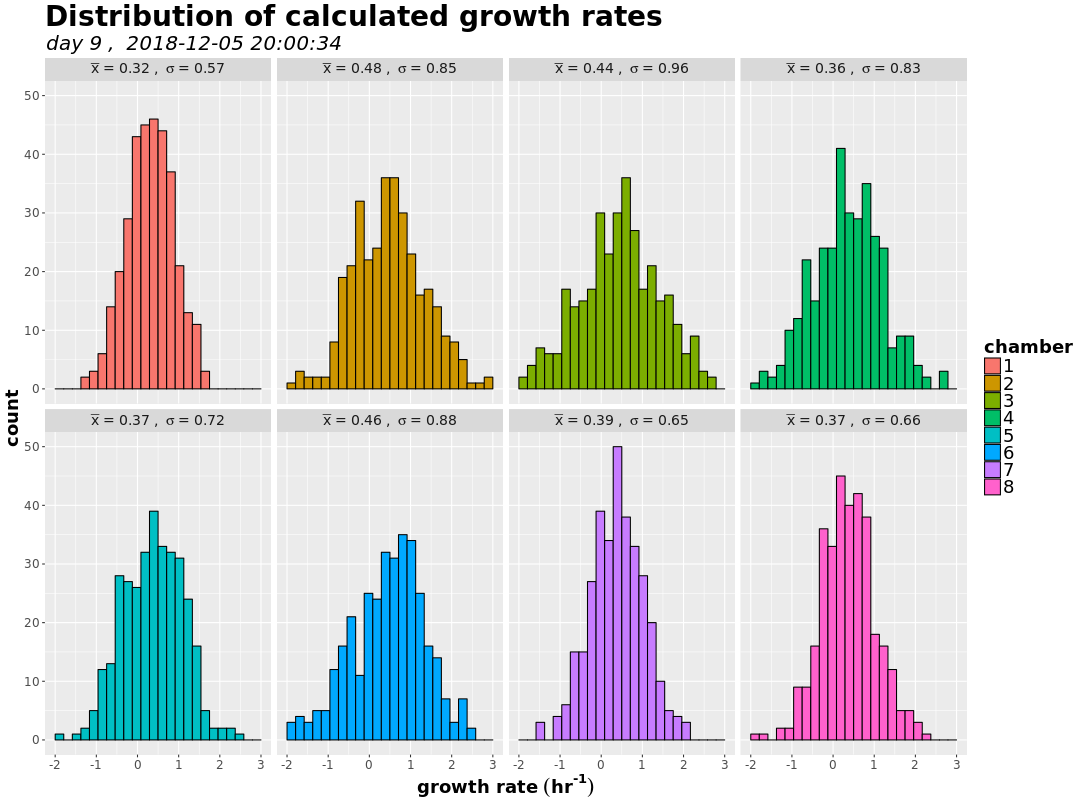 Distribution of calculated growth rates
day 9 , 2018-12-05 20:00:34
x̅ = 0.32 , σ = 0.57
x̅ = 0.48 , σ = 0.85
x̅ = 0.44 , σ = 0.96
x̅ = 0.36 , σ = 0.83
50
40
30
20
10
0
x̅ = 0.37 , σ = 0.72
x̅ = 0.46 , σ = 0.88
x̅ = 0.39 , σ = 0.65
x̅ = 0.37 , σ = 0.66
50
40
30
20
10
0
-2 -1 0 1 2 3
-2 -1 0 1 2 3
-2 -1 0 1 2 3
-2 -1 0 1 2 3
count
growth rate (hr⁻¹)
chamber
1
2
3
4
5
6
7
8